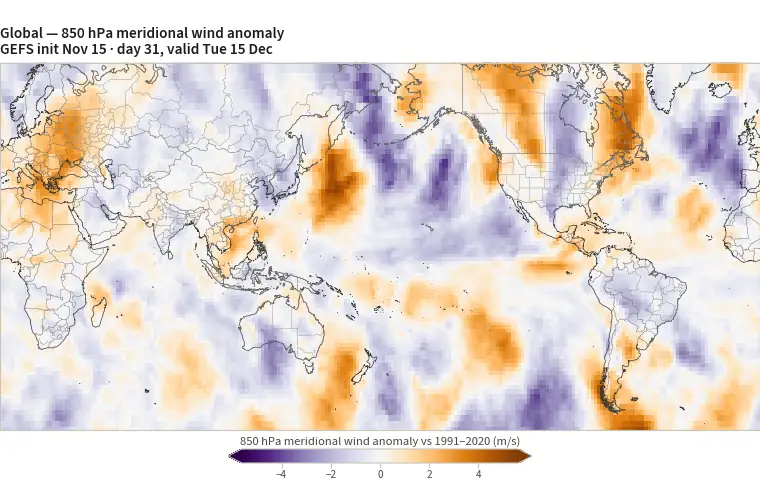 Global — 850 hPa meridional wind anomaly
GEFS init Nov 15 · day 31, valid Tue 15 Dec
850 hPa meridional wind anomaly vs 1991–2020 (m/s)
−4 −2 0 2 4